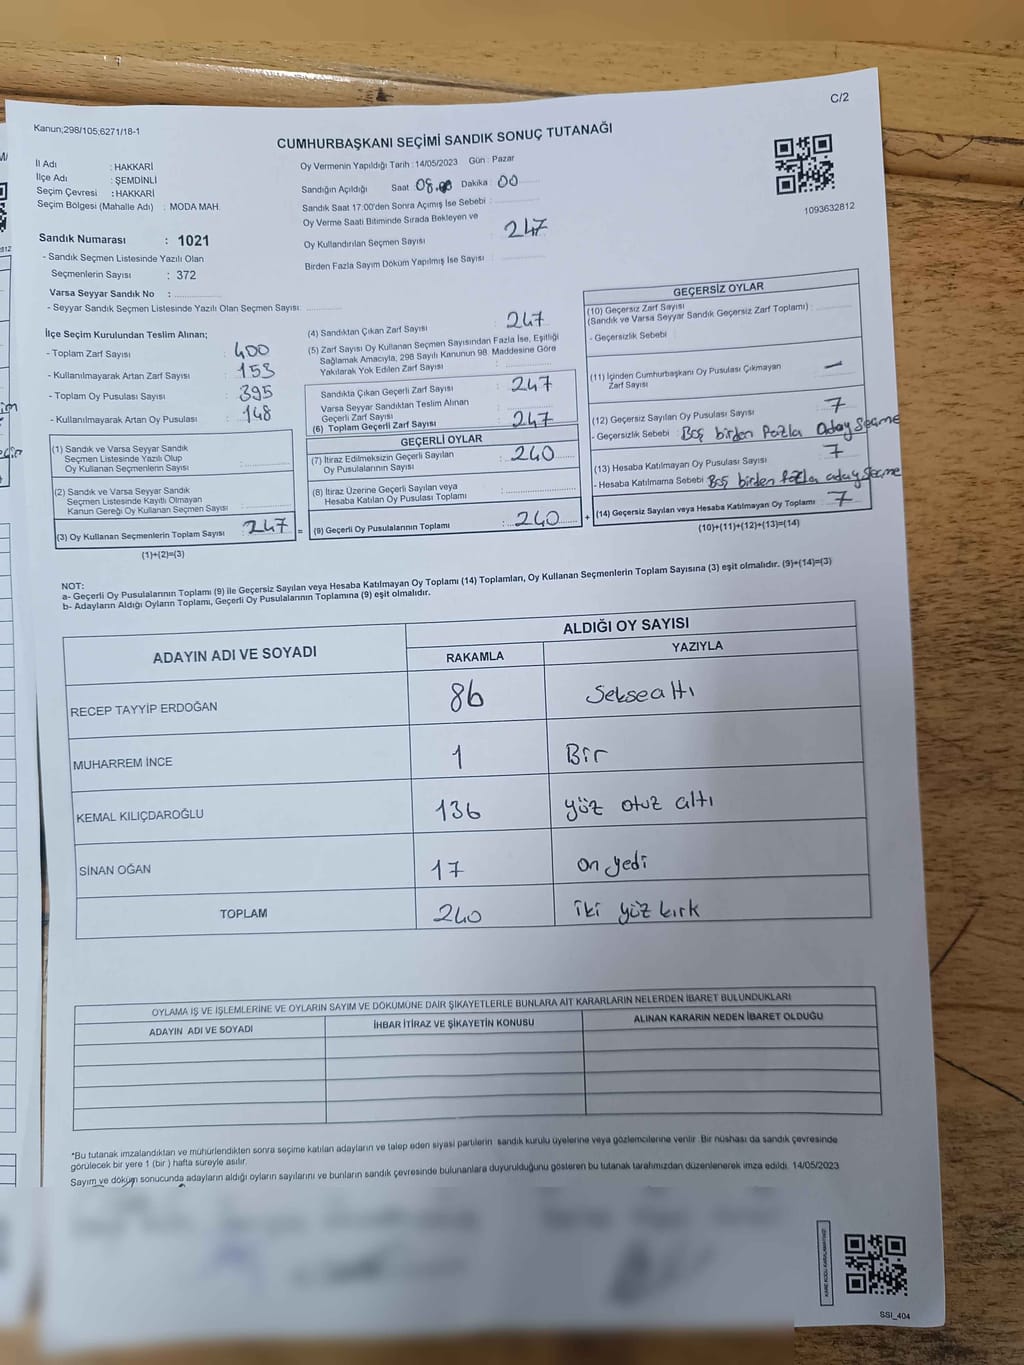 C/2
Kanun;298/105;6271/18-1
CUMHURBAŞKANI SEÇİMİ SANDIK SONUÇ TUTANAĞI
1093632812
İl Adı : HAKKARİ
İlçe Adı : ŞEMDİNLİ
Seçim Çevresi : HAKKARİ
Seçim Bölgesi (Mahalle Adı) : MODA MAH.
Sandık Numarası : 1021
- Sandık Seçmen Listesinde Yazılı Olan
Seçmenlerin Sayısı : 372
Varsa Seyyar Sandık No :
- Seyyar Sandık Seçmen Listesinde Yazılı Olan Seçmen Sayısı:
Oy Vermenin Yapıldığı Tarih : 14/05/2023 Gün : Pazar
Sandığın Açıldığı Saat 08.00 Dakika : 00
Sandık Saat 17:00'den Sonra Açımış İse Sebebi :
Oy Verme Saati Bitiminde Sırada Bekleyen ve
Oy Kullandırılan Seçmen Sayısı 247
Birden Fazla Sayım Döküm Yapılmış İse Sayısı :
İlçe Seçim Kurulundan Teslim Alınan;
- Toplam Zarf Sayısı : 400
- Kullanılmayarak Artan Zarf Sayısı : 153
- Toplam Oy Pusulası Sayısı : 395
- Kullanılmayarak Artan Oy Pusulası : 148
(1) Sandık ve Varsa Seyyar Sandık
Seçmen Listesinde Yazılı Olup
Oy Kullanan Seçmenlerin Sayısı :
(2) Sandık ve Varsa Seyyar Sandık
Seçmen Listesinde Kayıtlı Olmayan
Kanun Gereği Oy Kullanan Seçmen Sayısı :
(3) Oy Kullanan Seçmenlerin Toplam Sayısı : 247 =
(1)+(2)=(3)
(4) Sandıktan Çıkan Zarf Sayısı : 247
(5) Zarf Sayısı Oy Kullanan Seçmen Sayısından Fazla İse, Eşitliği
Sağlamak Amacıyla; 298 Sayılı Kanunun 98. Maddesine Göre
Yakılarak Yok Edilen Zarf Sayısı :
Sandıkta Çıkan Geçerli Zarf Sayısı : 247
Varsa Seyyar Sandıktan Teslim Alınan
Geçerli Zarf Sayısı :
(6) Toplam Geçerli Zarf Sayısı : 247
GEÇERLİ OYLAR
(7) İtiraz Edilmeksizin Geçerli Sayılan
Oy Pusulalarının Sayısı : 240
(8) İtiraz Üzerine Geçerli Sayılan veya
Hesaba Katılan Oy Pusulası Toplamı :
(9) Geçerli Oy Pusulalarının Toplamı : 240 +
GEÇERSİZ OYLAR
(10) Geçersiz Zarf Sayısı
(Sandık ve Varsa Seyyar Sandık Geçersiz Zarf Toplamı) :
- Geçersizlik Sebebi :
(11) İçinden Cumhurbaşkanı Oy Pusulası Çıkmayan
Zarf Sayısı : —
(12) Geçersiz Sayılan Oy Pusulası Sayısı : 7
- Geçersizlik Sebebi : Boş birden fazla aday seçme
(13) Hesaba Katılmayan Oy Pusulası Sayısı : 7
- Hesaba Katılmama Sebebi : Boş birden fazla aday seçme
(14) Geçersiz Sayılan veya Hesaba Katılmayan Oy Toplamı : 7
(10)+(11)+(12)+(13)=(14)
NOT:
a- Geçerli Oy Pusulalarının Toplamı (9) ile Geçersiz Sayılan veya Hesaba Katılmayan Oy Toplamı (14) Toplamları, Oy Kullanan Seçmenlerin Toplam Sayısına (3) eşit olmalıdır. (9)+(14)=(3)
b- Adayların Aldığı Oyların Toplamı, Geçerli Oy Pusulalarının Toplamına (9) eşit olmalıdır.
ADAYIN ADI VE SOYADI ALDIĞI OY SAYISI
RAKAMLA YAZIYLA
RECEP TAYYİP ERDOĞAN 86 Seksealtı
MUHARREM İNCE 1 Bir
KEMAL KILIÇDAROĞLU 136 yöz otuz altı
SİNAN OĞAN 17 on yedi
TOPLAM 240 iki yöz kırk
OYLAMA İŞ VE İŞLEMLERİNE VE OYLARIN SAYIM VE DÖKÜMÜNE DAİR ŞİKAYETLERLE BUNLARA AİT KARARLARIN NELERDEN İBARET BULUNDUKLARI
ADAYIN ADI VE SOYADI İHBAR İTİRAZ VE ŞİKAYETİN KONUSU ALINAN KARARIN NEDEN İBARET OLDUĞU
*Bu tutanak imzalandıktan ve mühürlendikten sonra seçime katılan adayların ve talep eden siyasi partilerin sandık kurulu üyelerine veya gözlemcilerine verilir. Bir nüshası da sandık çevresinde
görülecek bir yere 1 (bir ) hafta süreyle asılır.
Sayım ve döküm sonucunda adayların aldığı oyların sayılarını ve bunların sandık çevresinde bulunanlara duyurulduğunu gösteren bu tutanak tarafımızdan düzenlenerek imza edildi. 14/05/2023
SSI_404